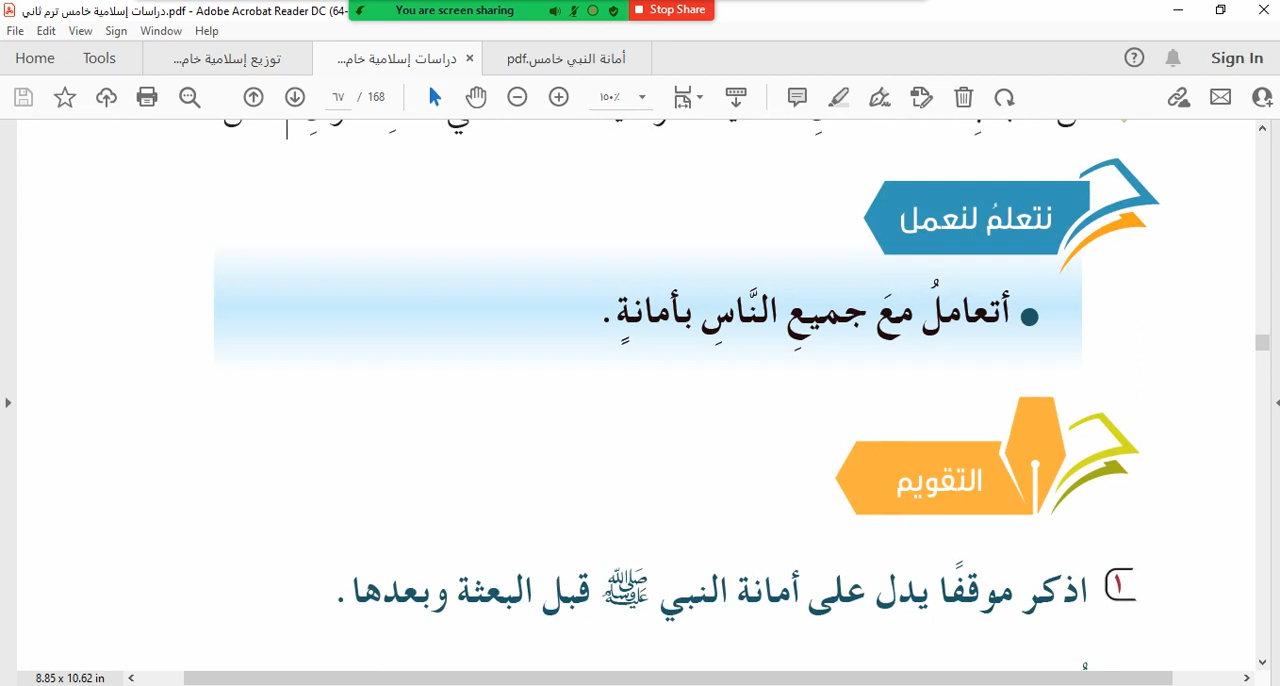 دراسات إسلامية خامس ترم ثاني.pdf - Adobe Acrobat Reader DC (64-
You are screen sharing
Stop Share
File Edit View Sign Window Help
Home Tools
توزيع إسلامية خام...
دراسات إسلامية خام...
أمانة النبي خامس.pdf
Sign In
٦٧ / 168
١٥٠٪
نتعلمُ لنعمل
• أتعاملُ معَ جميعِ النَّاسِ بأمانةٍ .
التقويم
١ اذكر موقفًا يدل على أمانة النبي ﷺ قبل البعثة وبعدها .
8.85 x 10.62 in